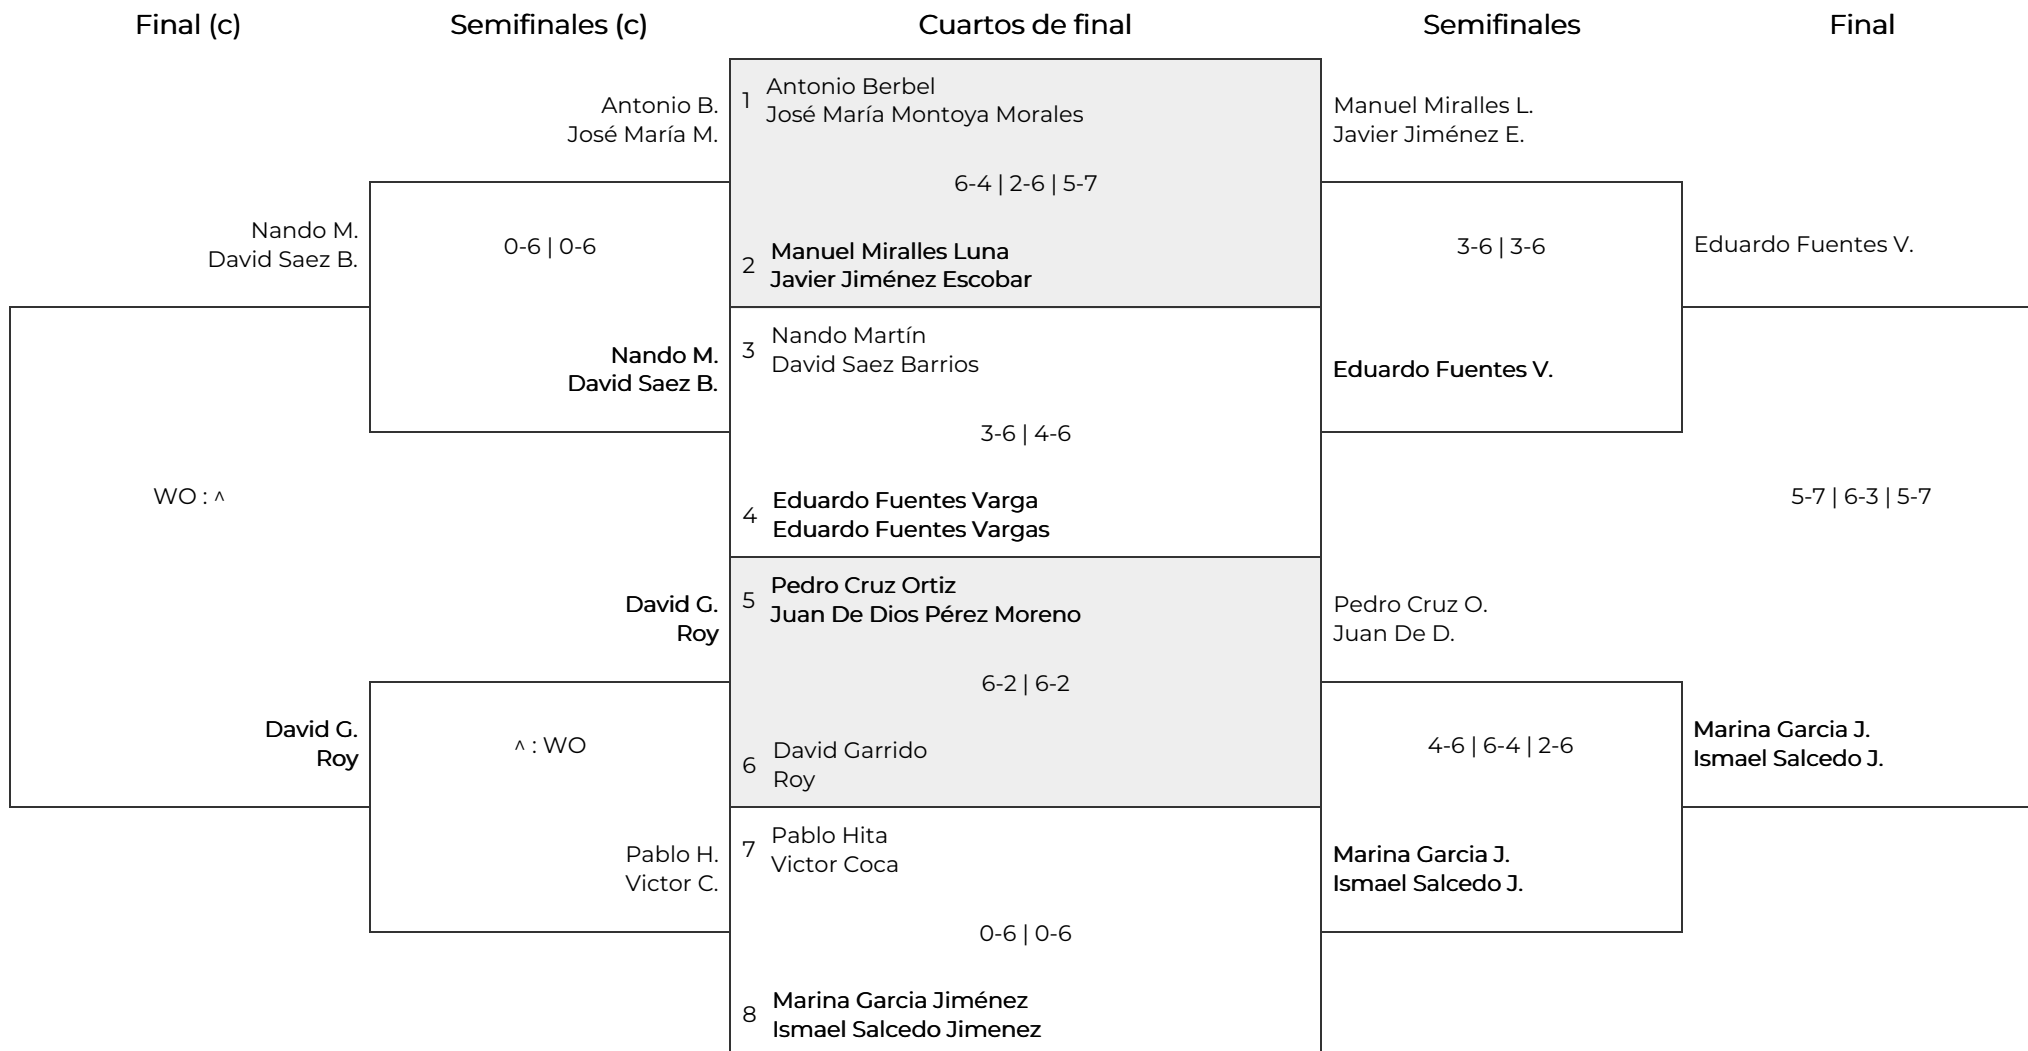 Final (c)
Semifinales (c)
Cuartos de final
Semifinales
Final
Nando M.
David Saez B.
WO : ^
David G.
Roy
Antonio B.
José María M.
0-6 | 0-6
Nando M.
David Saez B.
David G.
Roy
^ : WO
Pablo H.
Victor C.
1
Antonio Berbel
José María Montoya Morales
6-4 | 2-6 | 5-7
2
Manuel Miralles Luna
Javier Jiménez Escobar
3
Nando Martín
David Saez Barrios
3-6 | 4-6
4
Eduardo Fuentes Varga
Eduardo Fuentes Vargas
5
Pedro Cruz Ortiz
Juan De Dios Pérez Moreno
6-2 | 6-2
6
David Garrido
Roy
7
Pablo Hita
Victor Coca
0-6 | 0-6
8
Marina Garcia Jiménez
Ismael Salcedo Jimenez
Manuel Miralles L.
Javier Jiménez E.
3-6 | 3-6
Eduardo Fuentes V.
Pedro Cruz O.
Juan De D.
4-6 | 6-4 | 2-6
Marina Garcia J.
Ismael Salcedo J.
Eduardo Fuentes V.
5-7 | 6-3 | 5-7
Marina Garcia J.
Ismael Salcedo J.